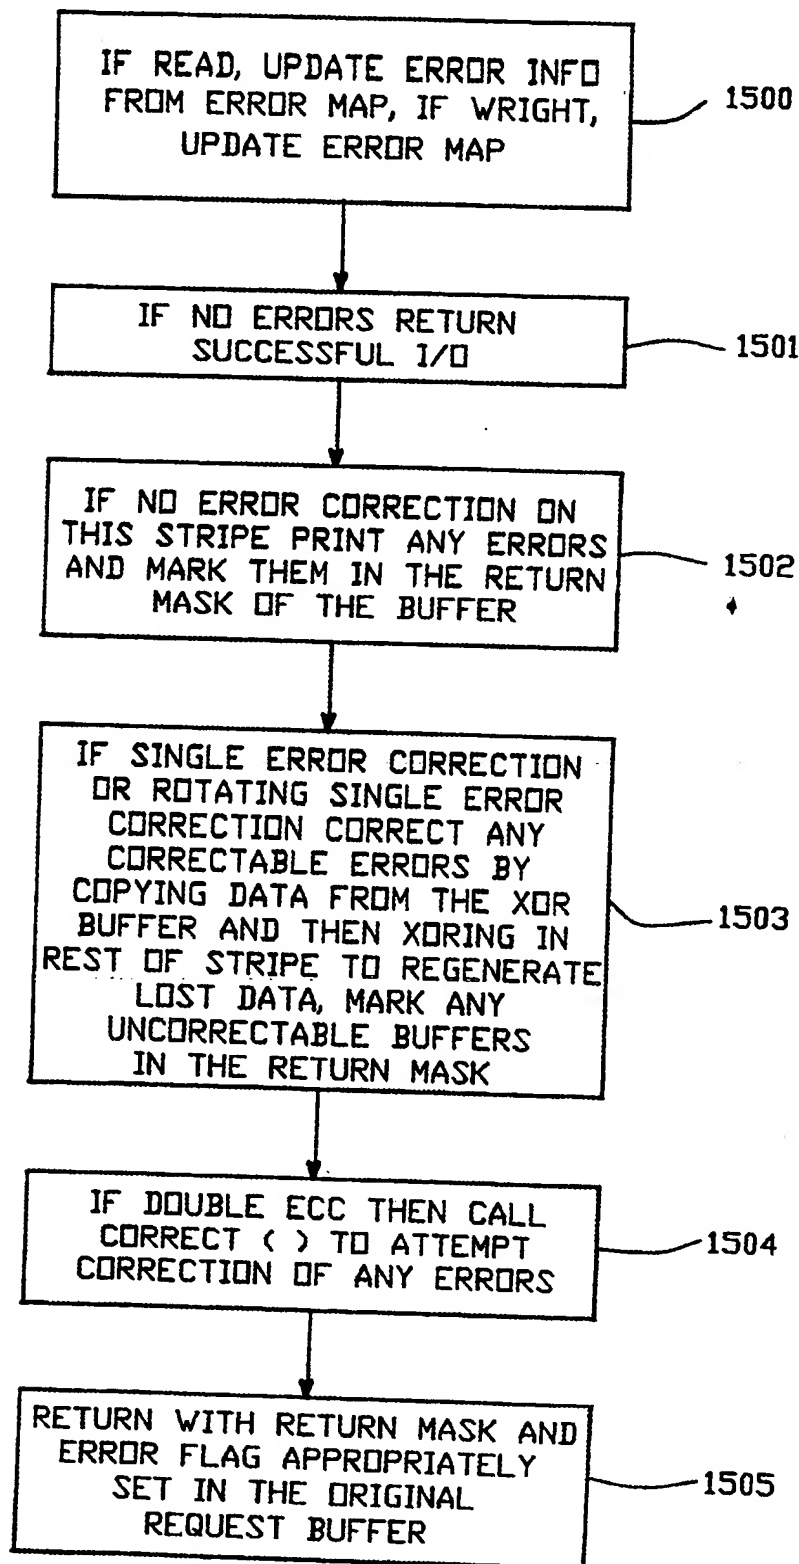 IF READ, UPDATE ERROR INFO
FROM ERROR MAP, IF WRIGHT,
UPDATE ERROR MAP
1500
IF NO ERRORS RETURN
SUCCESSFUL I/O
1501
IF NO ERROR CORRECTION ON
THIS STRIPE PRINT ANY ERRORS
AND MARK THEM IN THE RETURN
MASK OF THE BUFFER
1502
IF SINGLE ERROR CORRECTION
OR ROTATING SINGLE ERROR
CORRECTION CORRECT ANY
CORRECTABLE ERRORS BY
COPYING DATA FROM THE XOR
BUFFER AND THEN XORING IN
REST OF STRIPE TO REGENERATE
LOST DATA, MARK ANY
UNCORRECTABLE BUFFERS
IN THE RETURN MASK
1503
IF DOUBLE ECC THEN CALL
CORRECT ( ) TO ATTEMPT
CORRECTION OF ANY ERRORS
1504
RETURN WITH RETURN MASK AND
ERROR FLAG APPROPRIATELY
SET IN THE ORIGINAL
REQUEST BUFFER
1505